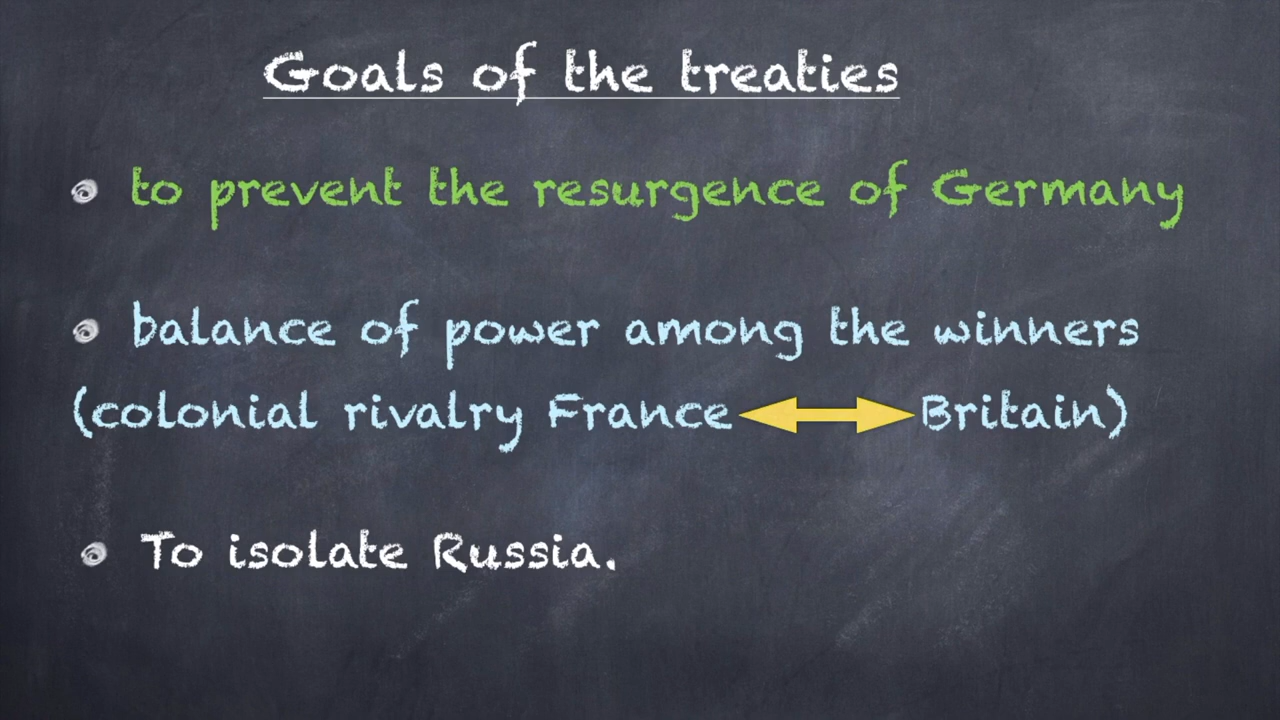 Goals of the treaties
to prevent the resurgence of Germany
balance of power among the winners
(colonial rivalry France Britain)
To isolate Russia.